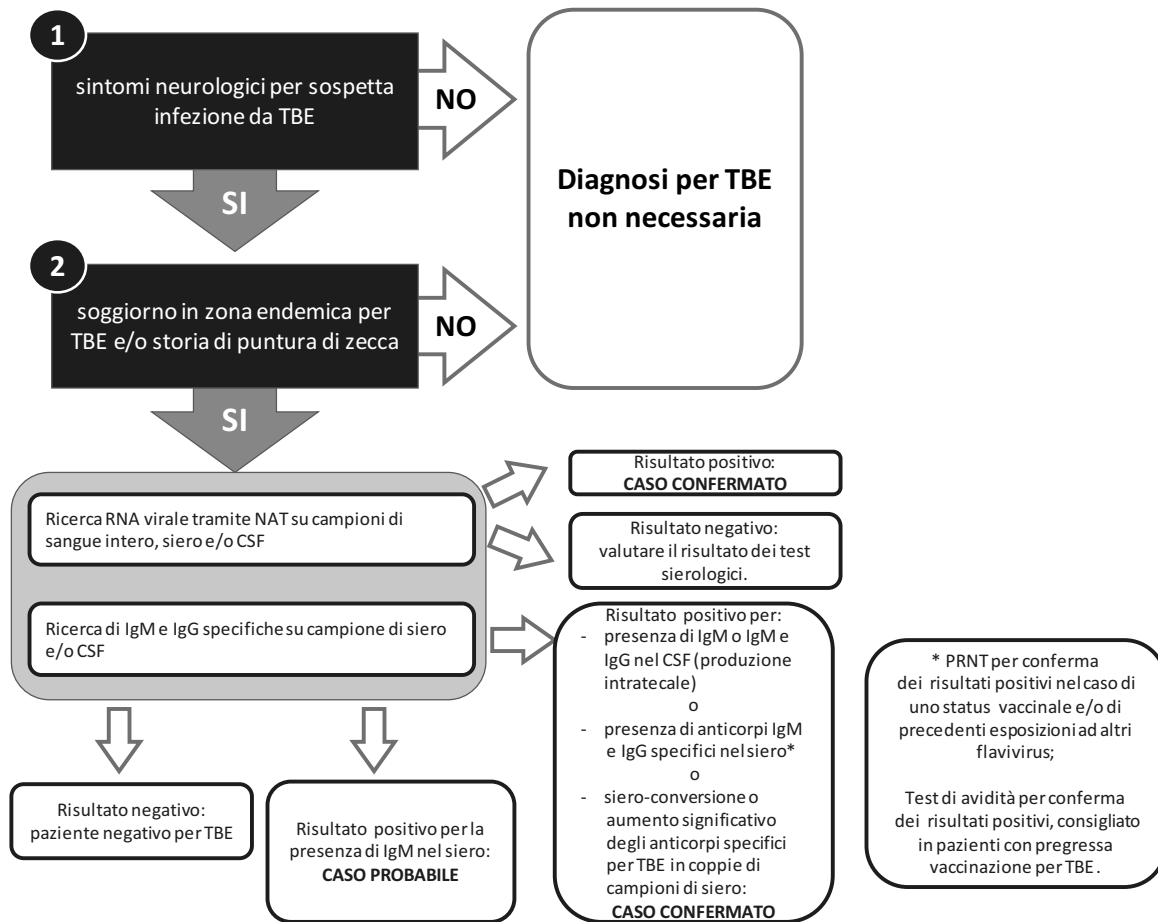 1
sintomi neurologici per sospetta
infezione da TBE
NO
SI
Diagnosi per TBE
non necessaria
2
soggiorno in zona endemica per
TBE e/o storia di puntura di zecca
NO
SI
Ricerca RNA virale tramite NAT su campioni di
sangue intero, siero e/o CSF
Ricerca di IgM e IgG specifiche su campione di siero
e/o CSF
Risultato positivo:
CASO CONFERMATO
Risultato negativo:
valutare il risultato dei test
sierologici.
Risultato positivo per:
- presenza di IgM o IgM e
IgG nel CSF (produzione
intratecale)
o
- presenza di anticorpi IgM
e IgG specifici nel siero*
o
- siero-conversione o
aumento significativo
degli anticorpi specifici
per TBE in coppie di
campioni di siero:
CASO CONFERMATO
* PRNT per conferma
dei risultati positivi nel caso di
uno status vaccinale e/o di
precedenti esposizioni ad altri
flavivirus;
Test di avidità per conferma
dei risultati positivi, consigliato
in pazienti con pregressa
vaccinazione per TBE.
Risultato negativo:
paziente negativo per TBE
Risultato positivo per la
presenza di IgM nel siero:
CASO PROBABILE